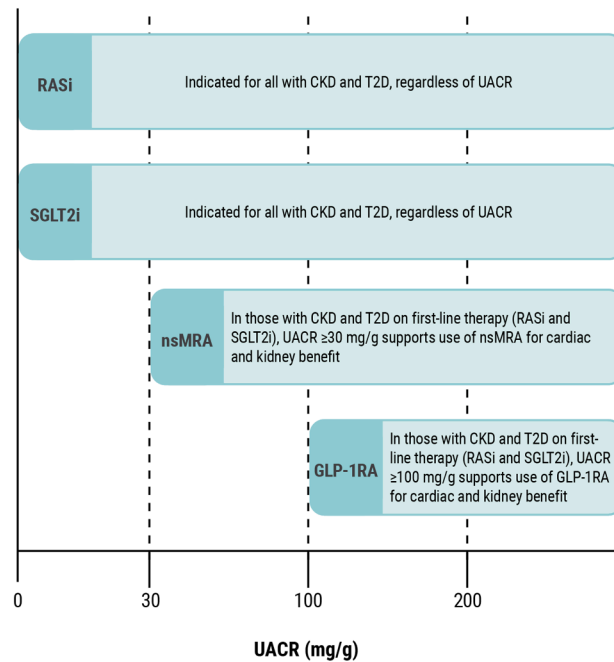 RASi
Indicated for all with CKD and T2D, regardless of UACR
SGLT2i
Indicated for all with CKD and T2D, regardless of UACR
nsMRA
In those with CKD and T2D on first-line therapy (RASi and
SGLT2i), UACR ≥30 mg/g supports use of nsMRA for cardiac
and kidney benefit
GLP-1RA
In those with CKD and T2D on first-
line therapy (RASi and SGLT2i), UACR
≥100 mg/g supports use of GLP-1RA
for cardiac and kidney benefit
0 30 100 200
UACR (mg/g)